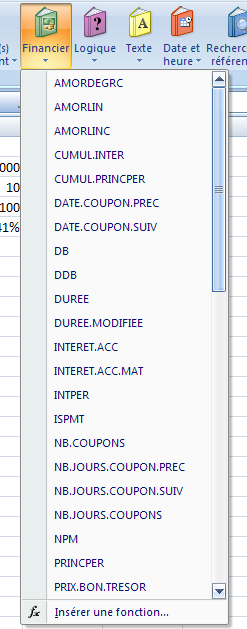 (s)
nt
Financier
Logique
Texte
Date et
heure
Recherc
référen
000
10
100
41%
AMORDEGRC
AMORLIN
AMORLINC
CUMUL.INTER
CUMUL.PRINCPER
DATE.COUPON.PREC
DATE.COUPON.SUIV
DB
DDB
DUREE
DUREE.MODIFIEE
INTERET.ACC
INTERET.ACC.MAT
INTPER
ISPMT
NB.COUPONS
NB.JOURS.COUPON.PREC
NB.JOURS.COUPON.SUIV
NB.JOURS.COUPONS
NPM
PRINCPER
PRIX.BON.TRESOR
fx Insérer une fonction...